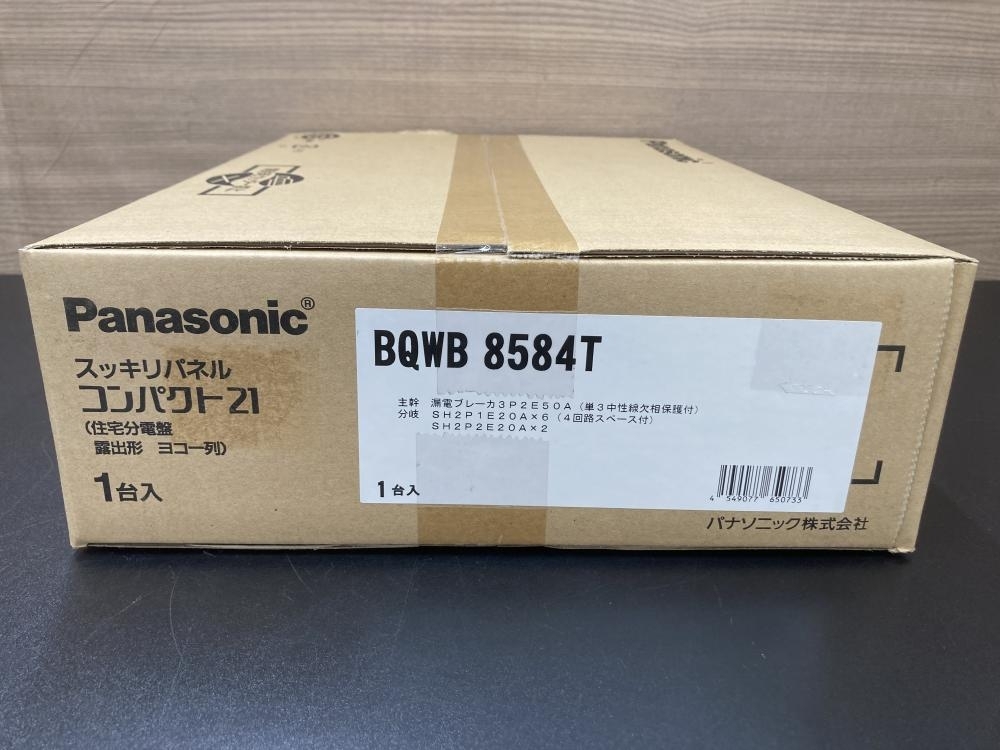 Panasonic
Panasonic®
スッキリパネル
コンパクト21
(住宅分電盤
露出形 ヨコ一列)
1台入
BQWB 8584T
主幹 漏電ブレーカ3P2E50A(単3中性線欠相保護付)
分岐 SH2P1E20A×6(4回路スペース付)
SH2P2E20A×2
1台入
4 549077 650733
パナソニック株式会社